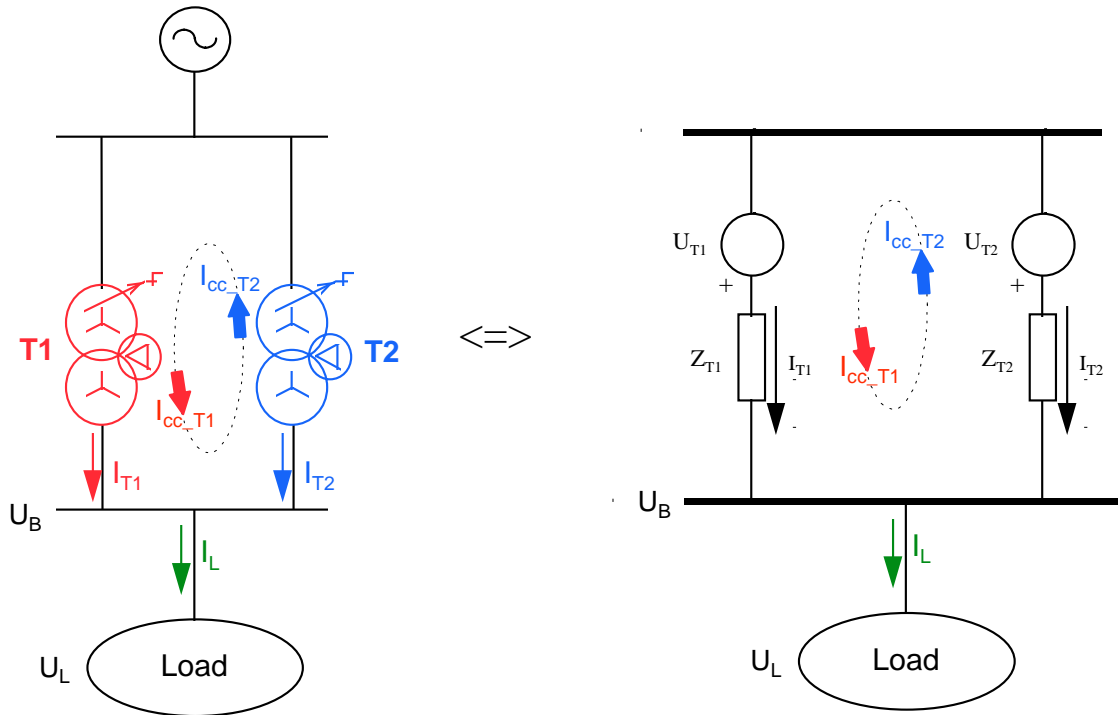 I_cc_T2
T1
T2
I_cc_T1
I_T1
I_T2
U_B
I_L
U_L
Load
<=>
I_cc_T2
U_T1
U_T2
+
+
Z_T1
I_T1
I_cc_T1
Z_T2
I_T2
U_B
I_L
U_L
Load